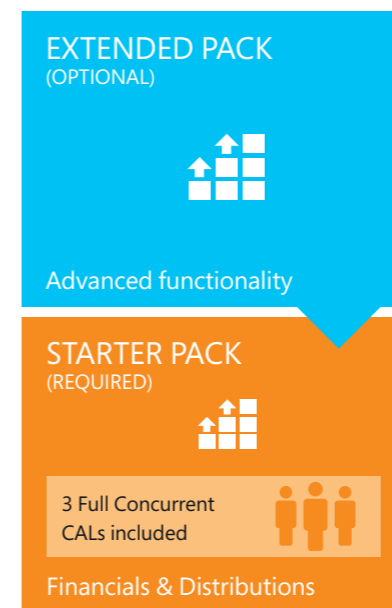 EXTENDED PACK
(OPTIONAL)
Advanced functionality
STARTER PACK
(REQUIRED)
3 Full Concurrent
CALs included
Financials & Distributions